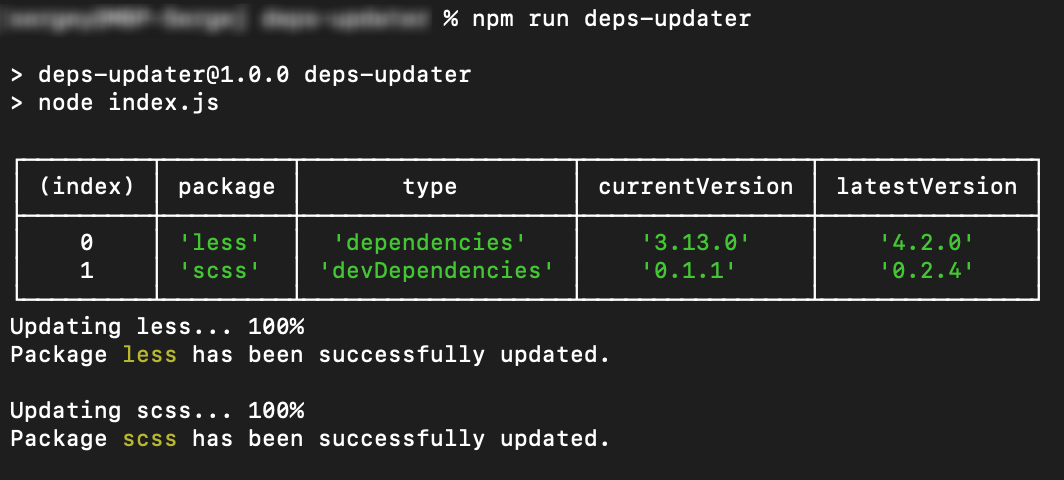 % npm run deps-updater
> deps-updater@1.0.0 deps-updater
> node index.js
(index) package type currentVersion latestVersion
0 'less' 'dependencies' '3.13.0' '4.2.0'
1 'scss' 'devDependencies' '0.1.1' '0.2.4'
Updating less... 100%
Package less has been successfully updated.
Updating scss... 100%
Package scss has been successfully updated.